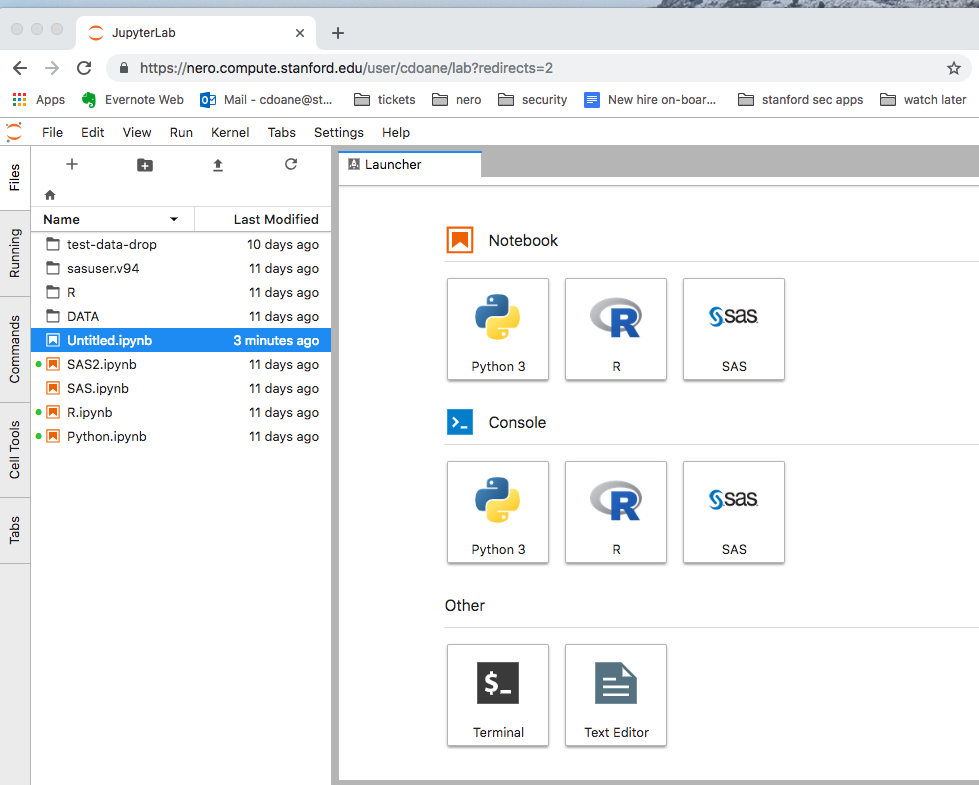 JupyterLab
https://nero.compute.stanford.edu/user/cdoane/lab?redirects=2
Apps Evernote Web Mail - cdoane@st... tickets nero security New hire on-boar... stanford sec apps watch later
File Edit View Run Kernel Tabs Settings Help
Files
Running
Commands
Cell Tools
Tabs
Name Last Modified
test-data-drop 10 days ago
sasuser.v94 11 days ago
R 11 days ago
DATA 11 days ago
Untitled.ipynb 3 minutes ago
SAS2.ipynb 11 days ago
SAS.ipynb 11 days ago
R.ipynb 11 days ago
Python.ipynb 11 days ago
Launcher
Notebook
R sas
Python 3 R SAS
>_ Console
R sas
Python 3 R SAS
Other
$_
Terminal Text Editor